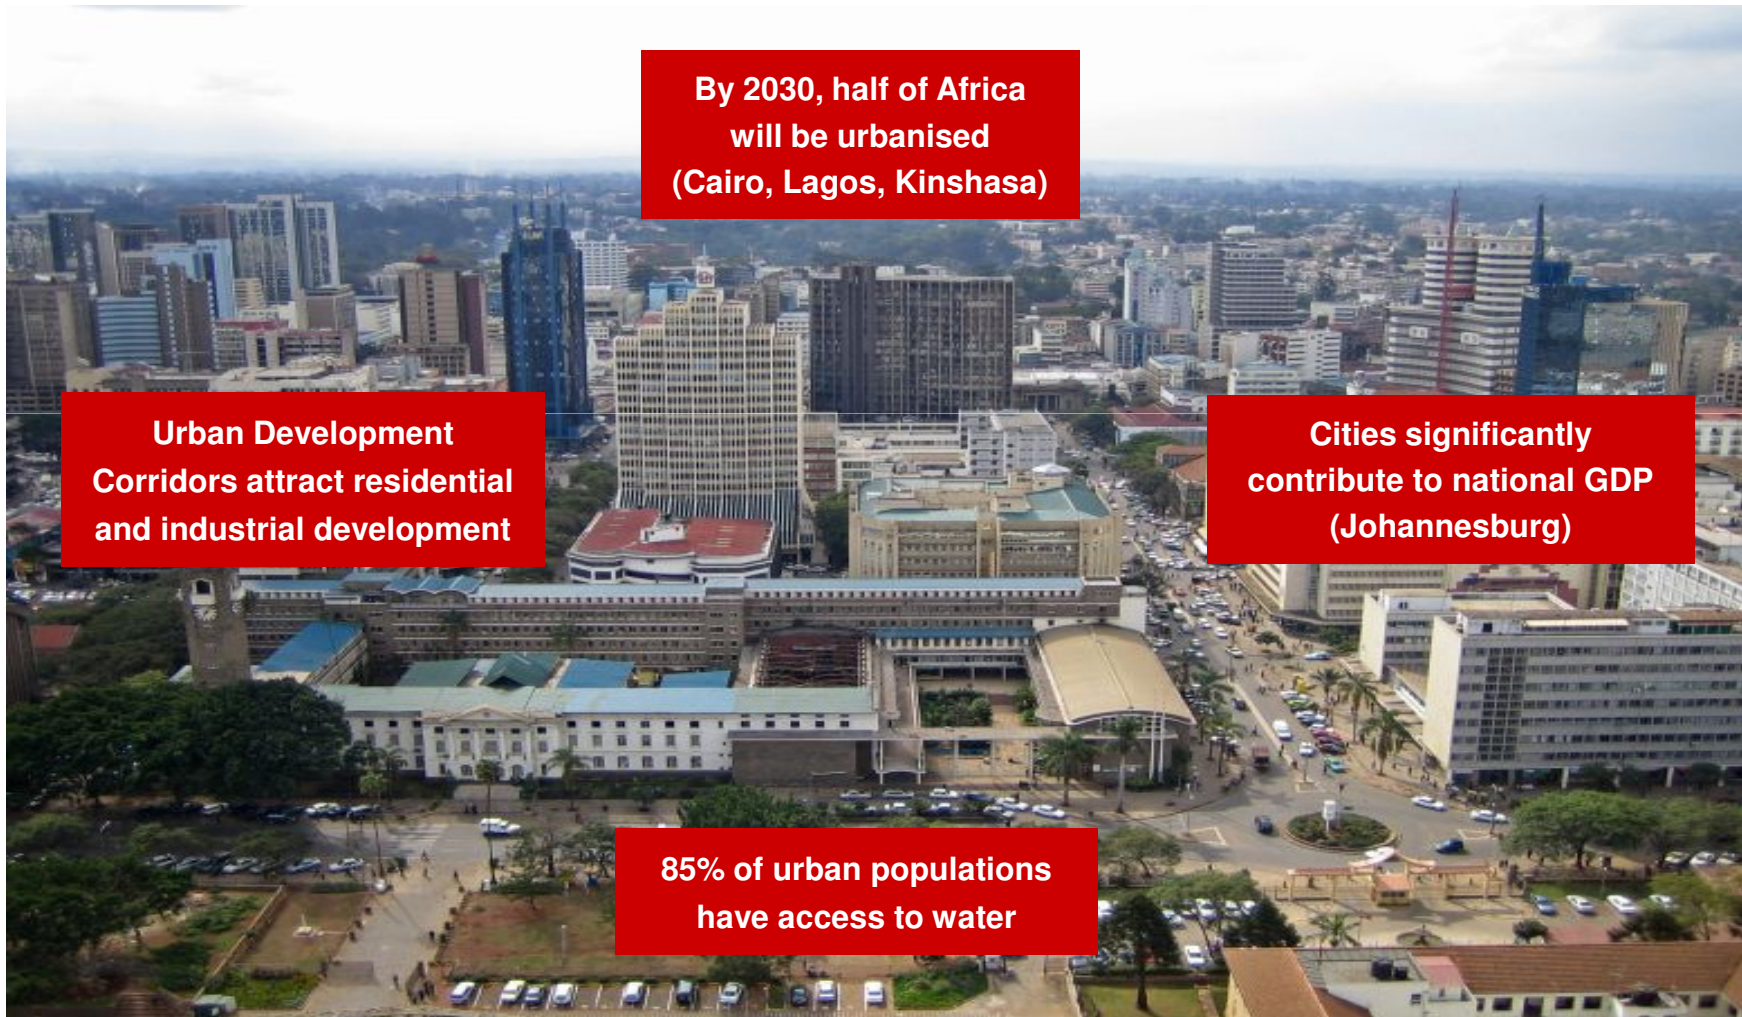 By 2030, half of Africa
will be urbanised
(Cairo, Lagos, Kinshasa)
Urban Development
Corridors attract residential
and industrial development
Cities significantly
contribute to national GDP
(Johannesburg)
85% of urban populations
have access to water